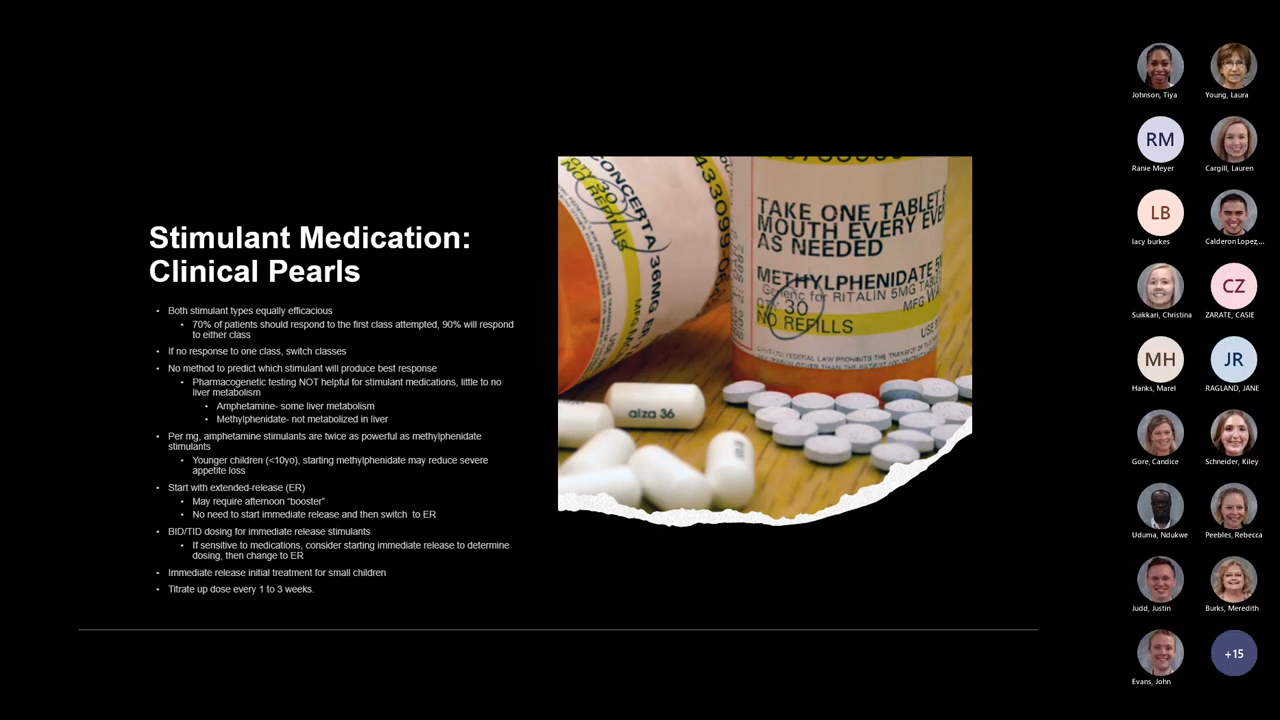 Stimulant Medication:
Clinical Pearls
• Both stimulant types equally efficacious
• 70% of patients should respond to the first class attempted, 90% will respond
to either class
• If no response to one class, switch classes
• No method to predict which stimulant will produce best response
• Pharmacogenetic testing NOT helpful for stimulant medications, little to no
liver metabolism
• Amphetamine- some liver metabolism
• Methylphenidate- not metabolized in liver
• Per mg, amphetamine stimulants are twice as powerful as methylphenidate
stimulants
• Younger children (<10yo), starting methylphenidate may reduce severe
appetite loss
• Start with extended-release (ER)
• May require afternoon “booster”
• No need to start immediate release and then switch to ER
• BID/TID dosing for immediate release stimulants
• If sensitive to medications, consider starting immediate release to determine
dosing, then change to ER
• Immediate release initial treatment for small children
• Titrate up dose every 1 to 3 weeks.
CONCERTA 36MG
NO REFILLS
TAKE ONE TABLET
MOUTH EVERY
AS NEEDED
METHYLPHENIDATE
Generic for RITALIN 5MG
MFG
QTY 30
NO REFILLS
FEDERAL LAW PROHIBITS THE
alza 36
Johnson, Tiya
Young, Laura
RM
Ranie Meyer
Cargill, Lauren
LB
lacy burkes
Calderon Lopez,...
Suikkari, Christina
CZ
ZARATE, CASIE
MH
Hanks, Marel
JR
RAGLAND, JANE
Gore, Candice
Schneider, Kiley
Uduma, Ndukwe
Peebles, Rebecca
Judd, Justin
Burks, Meredith
Evans, John
+15